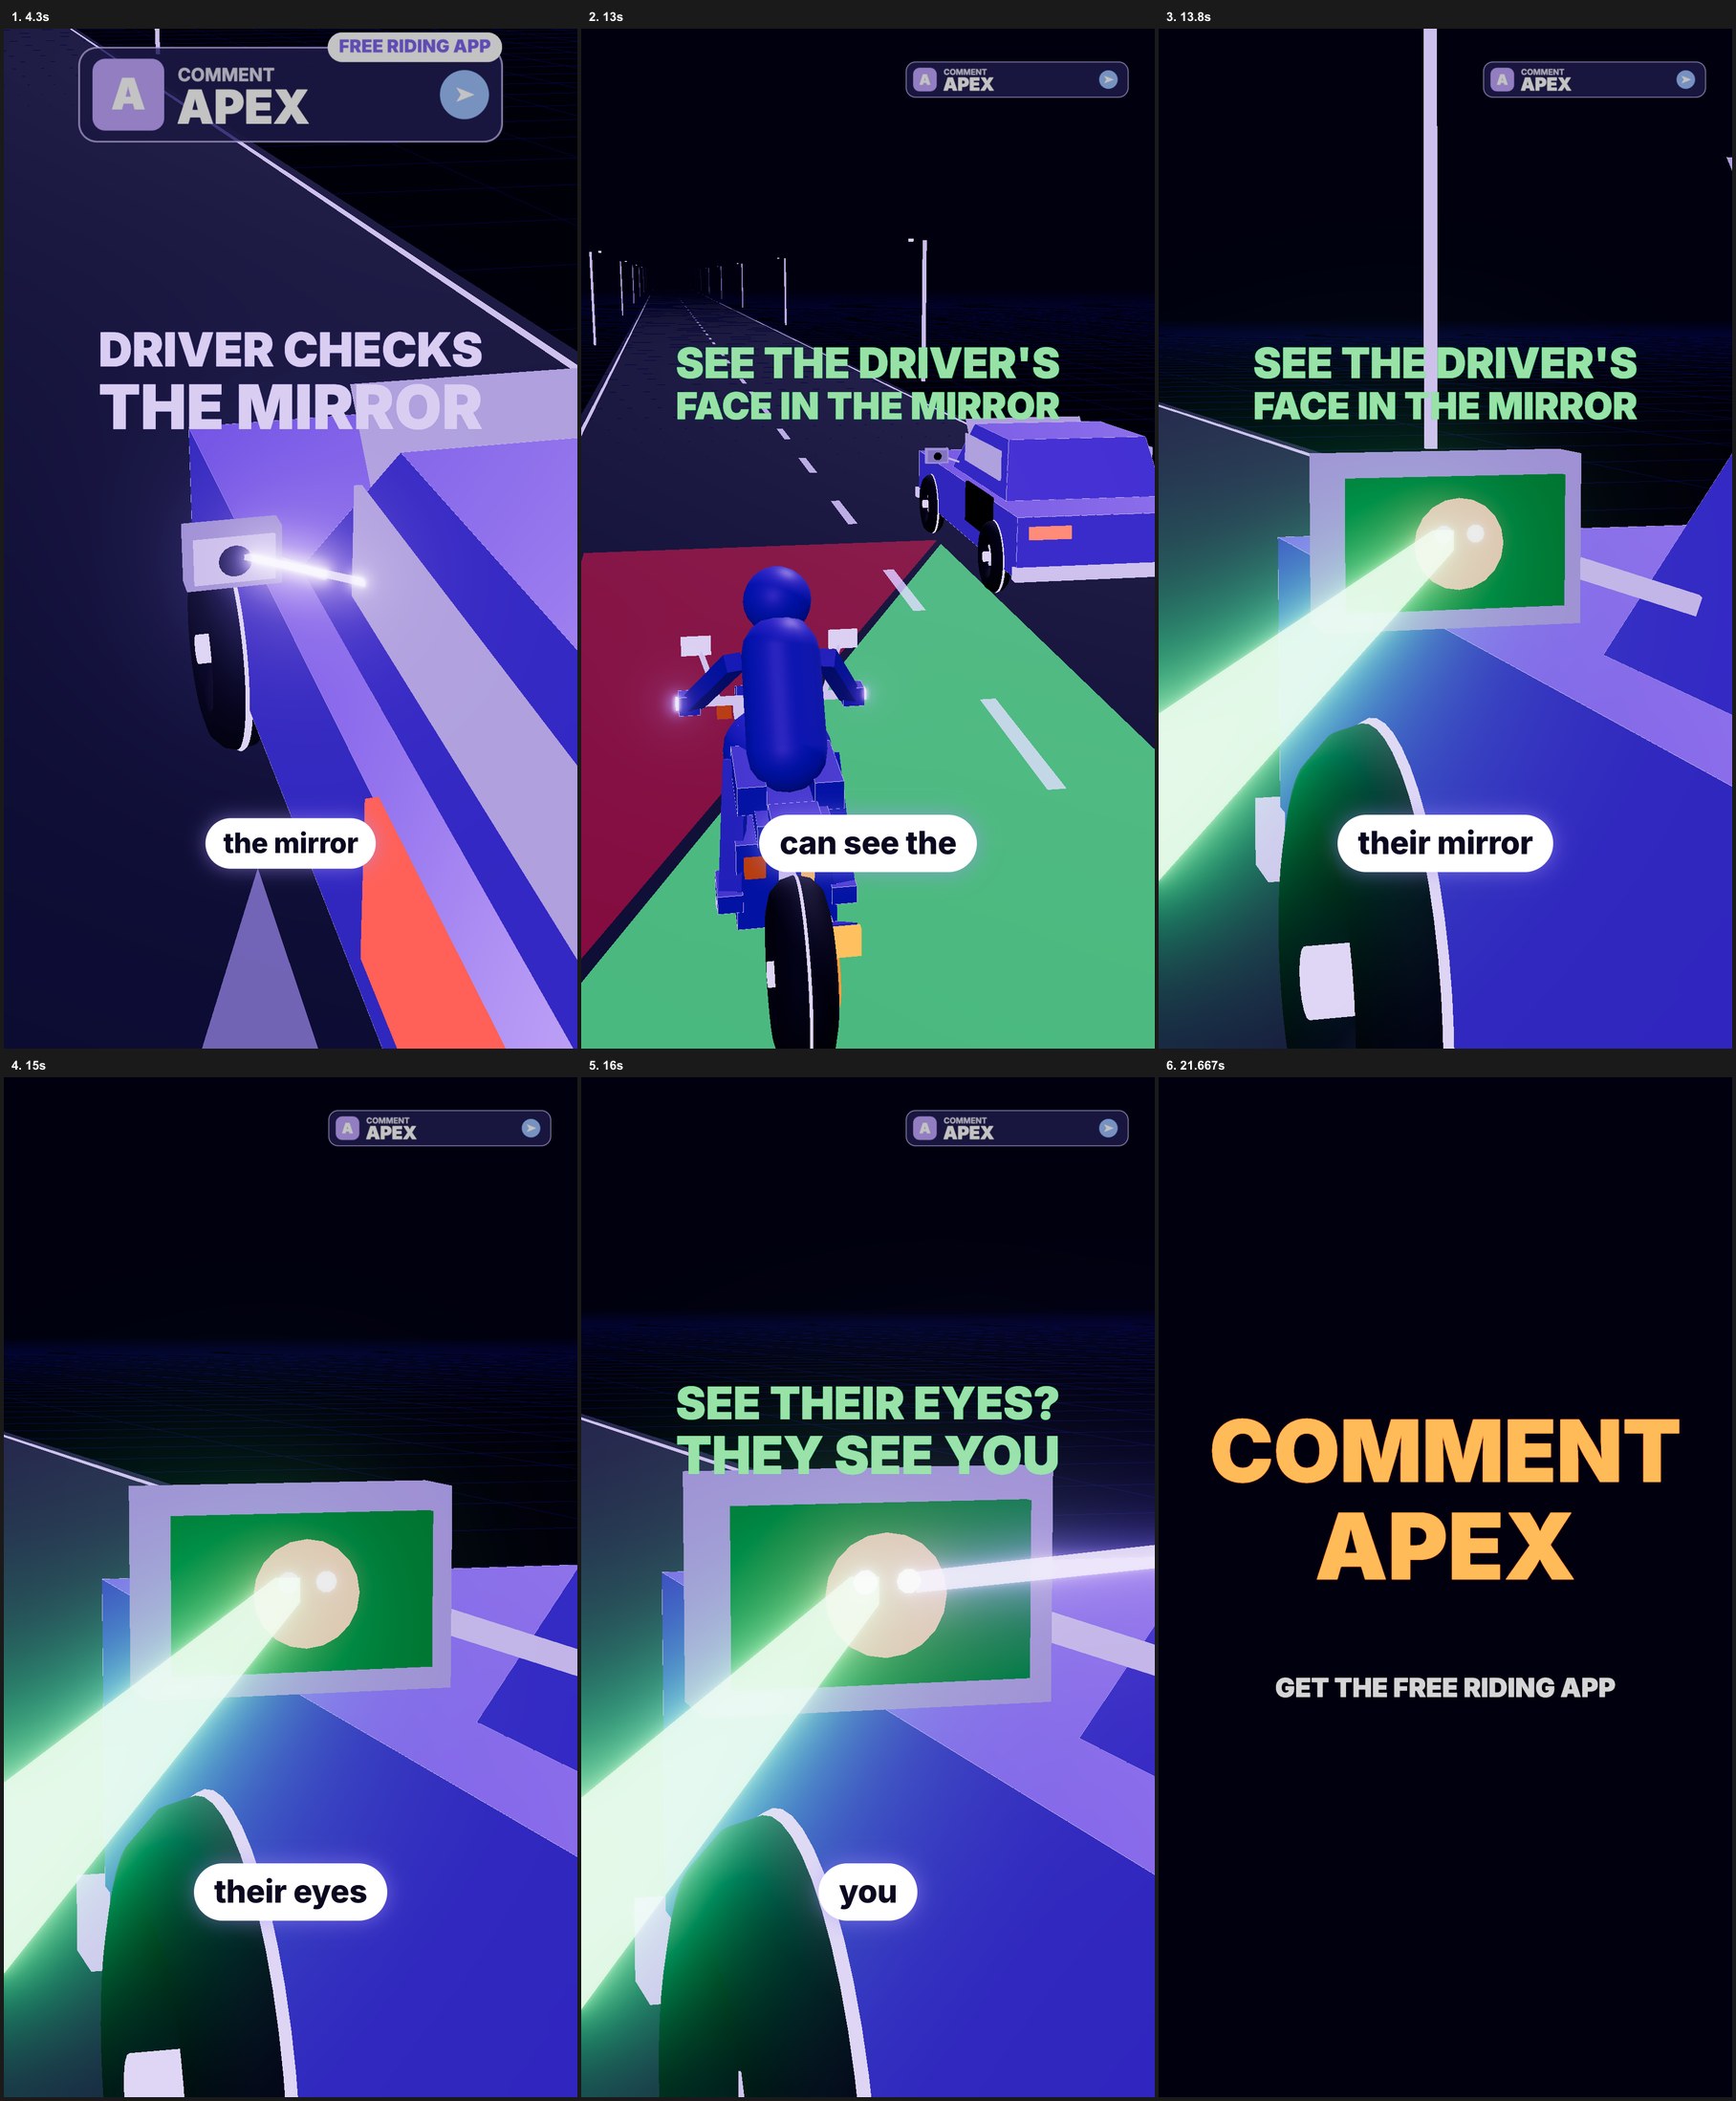 1. 4.3s
FREE RIDING APP
A
COMMENT
APEX
DRIVER CHECKS
THE MIRROR
the mirror
2. 13s
A
COMMENT
APEX
SEE THE DRIVER'S
FACE IN THE MIRROR
can see the
3. 13.8s
A
COMMENT
APEX
SEE THE DRIVER'S
FACE IN THE MIRROR
their mirror
4. 15s
A
COMMENT
APEX
their eyes
5. 16s
A
COMMENT
APEX
SEE THEIR EYES?
THEY SEE YOU
you
6. 21.667s
COMMENT
APEX
GET THE FREE RIDING APP